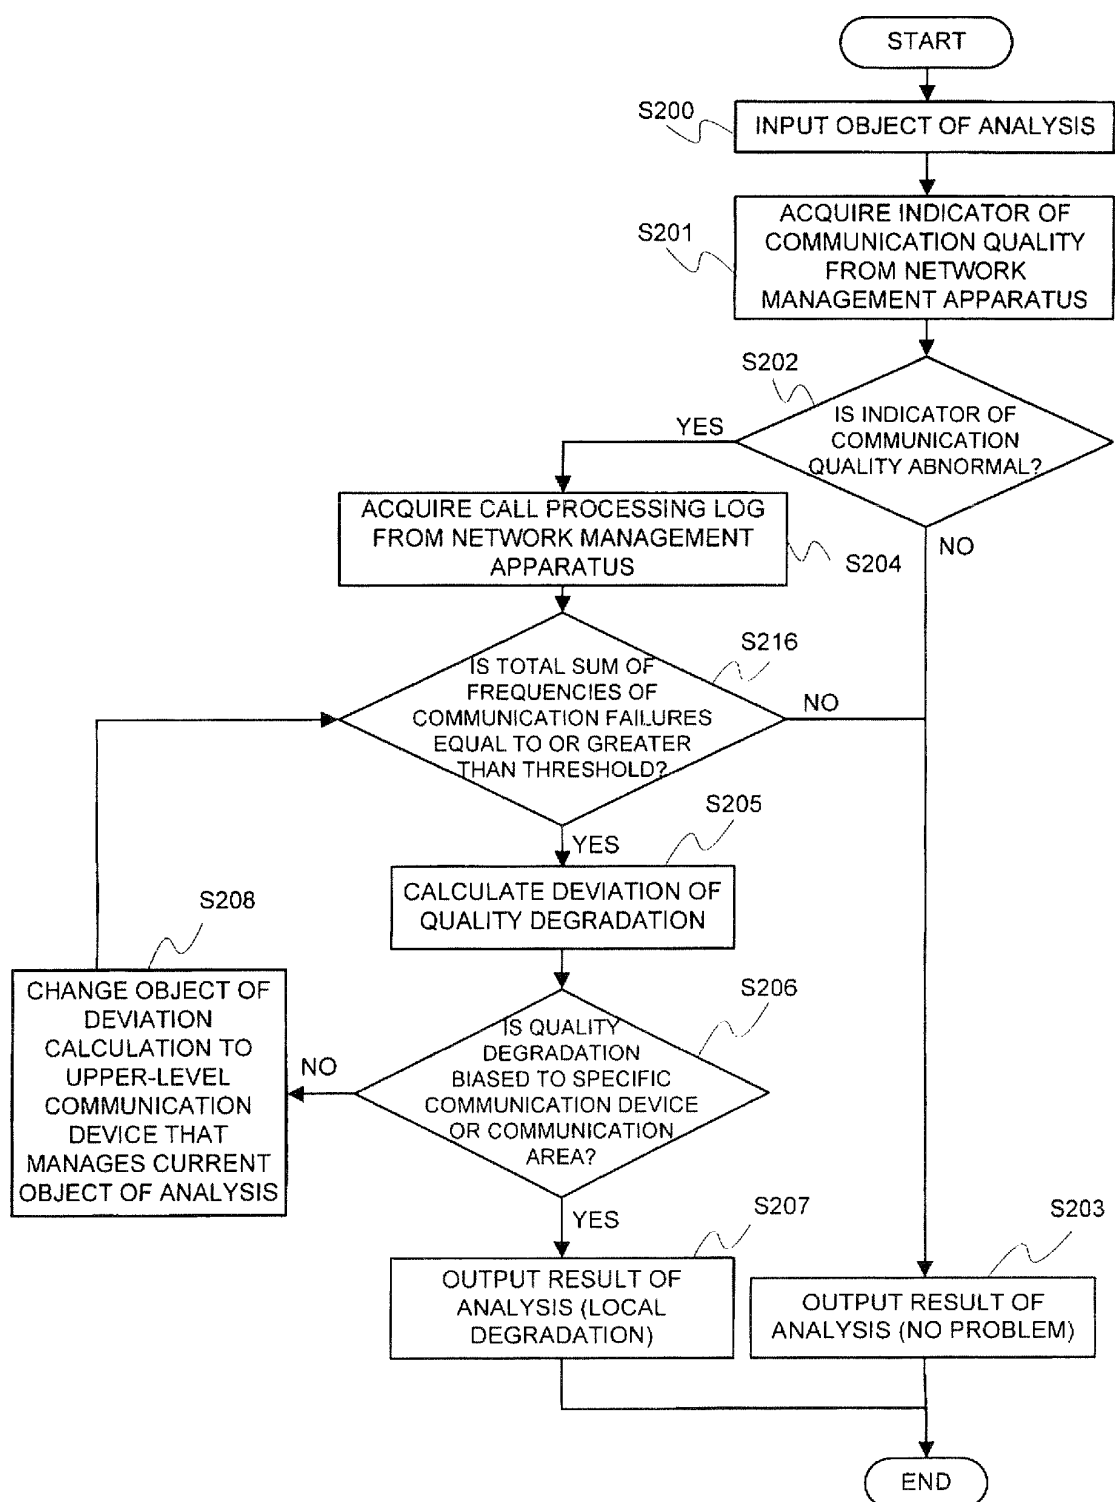 START
S200
INPUT OBJECT OF ANALYSIS
S201
ACQUIRE INDICATOR OF
COMMUNICATION QUALITY
FROM NETWORK
MANAGEMENT APPARATUS
S202
IS INDICATOR OF
COMMUNICATION
QUALITY ABNORMAL?
YES
NO
ACQUIRE CALL PROCESSING LOG
FROM NETWORK MANAGEMENT
APPARATUS
S204
S216
IS TOTAL SUM OF
FREQUENCIES OF
COMMUNICATION FAILURES
EQUAL TO OR GREATER
THAN THRESHOLD?
NO
YES
S205
CALCULATE DEVIATION OF
QUALITY DEGRADATION
S208
CHANGE OBJECT OF
DEVIATION
CALCULATION TO
UPPER-LEVEL
COMMUNICATION
DEVICE THAT
MANAGES CURRENT
OBJECT OF ANALYSIS
S206
IS QUALITY
DEGRADATION
BIASED TO SPECIFIC
COMMUNICATION DEVICE
OR COMMUNICATION
AREA?
NO
YES
S207
OUTPUT RESULT OF
ANALYSIS (LOCAL
DEGRADATION)
S203
OUTPUT RESULT OF
ANALYSIS (NO PROBLEM)
END